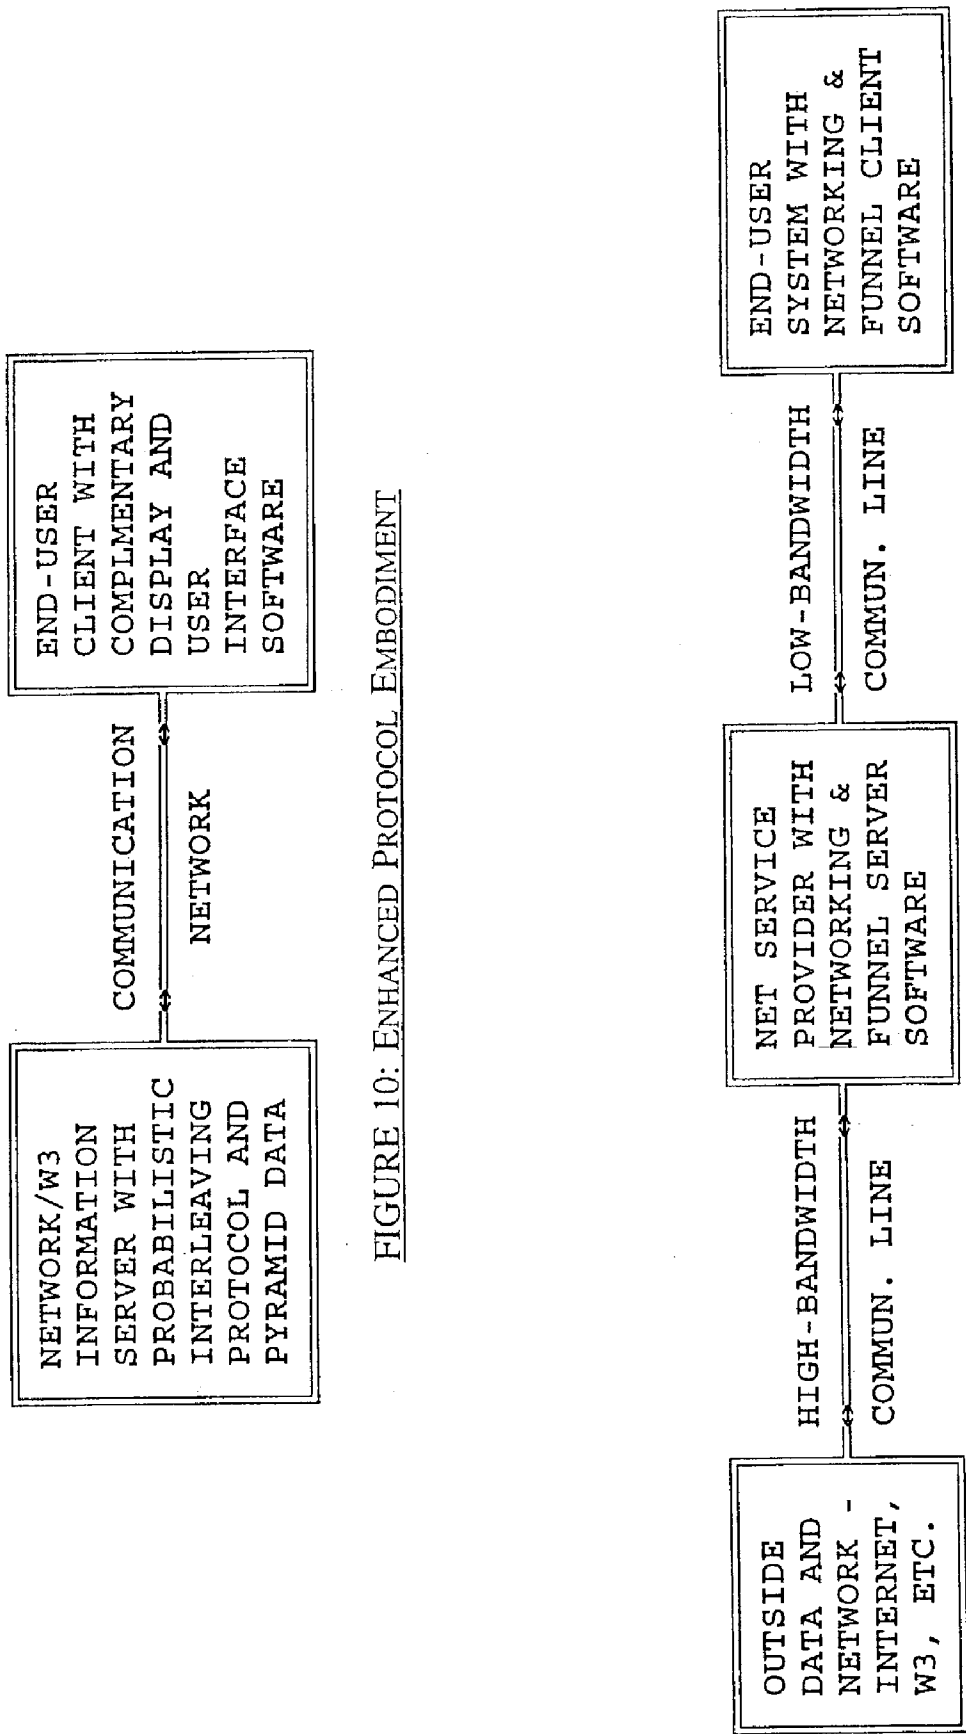 NETWORK/W3
INFORMATION
SERVER WITH
PROBABILISTIC
INTERLEAVING
PROTOCOL AND
PYRAMID DATA
COMMUNICATION
NETWORK
END-USER
CLIENT WITH
COMPLMENTARY
DISPLAY AND
USER
INTERFACE
SOFTWARE
FIGURE 10: ENHANCED PROTOCOL EMBODIMENT
OUTSIDE
DATA AND
NETWORK -
INTERNET,
W3, ETC.
HIGH-BANDWIDTH
COMMUN. LINE
NET SERVICE
PROVIDER WITH
NETWORKING &
FUNNEL SERVER
SOFTWARE
LOW-BANDWIDTH
COMMUN. LINE
END-USER
SYSTEM WITH
NETWORKING &
FUNNEL CLIENT
SOFTWARE